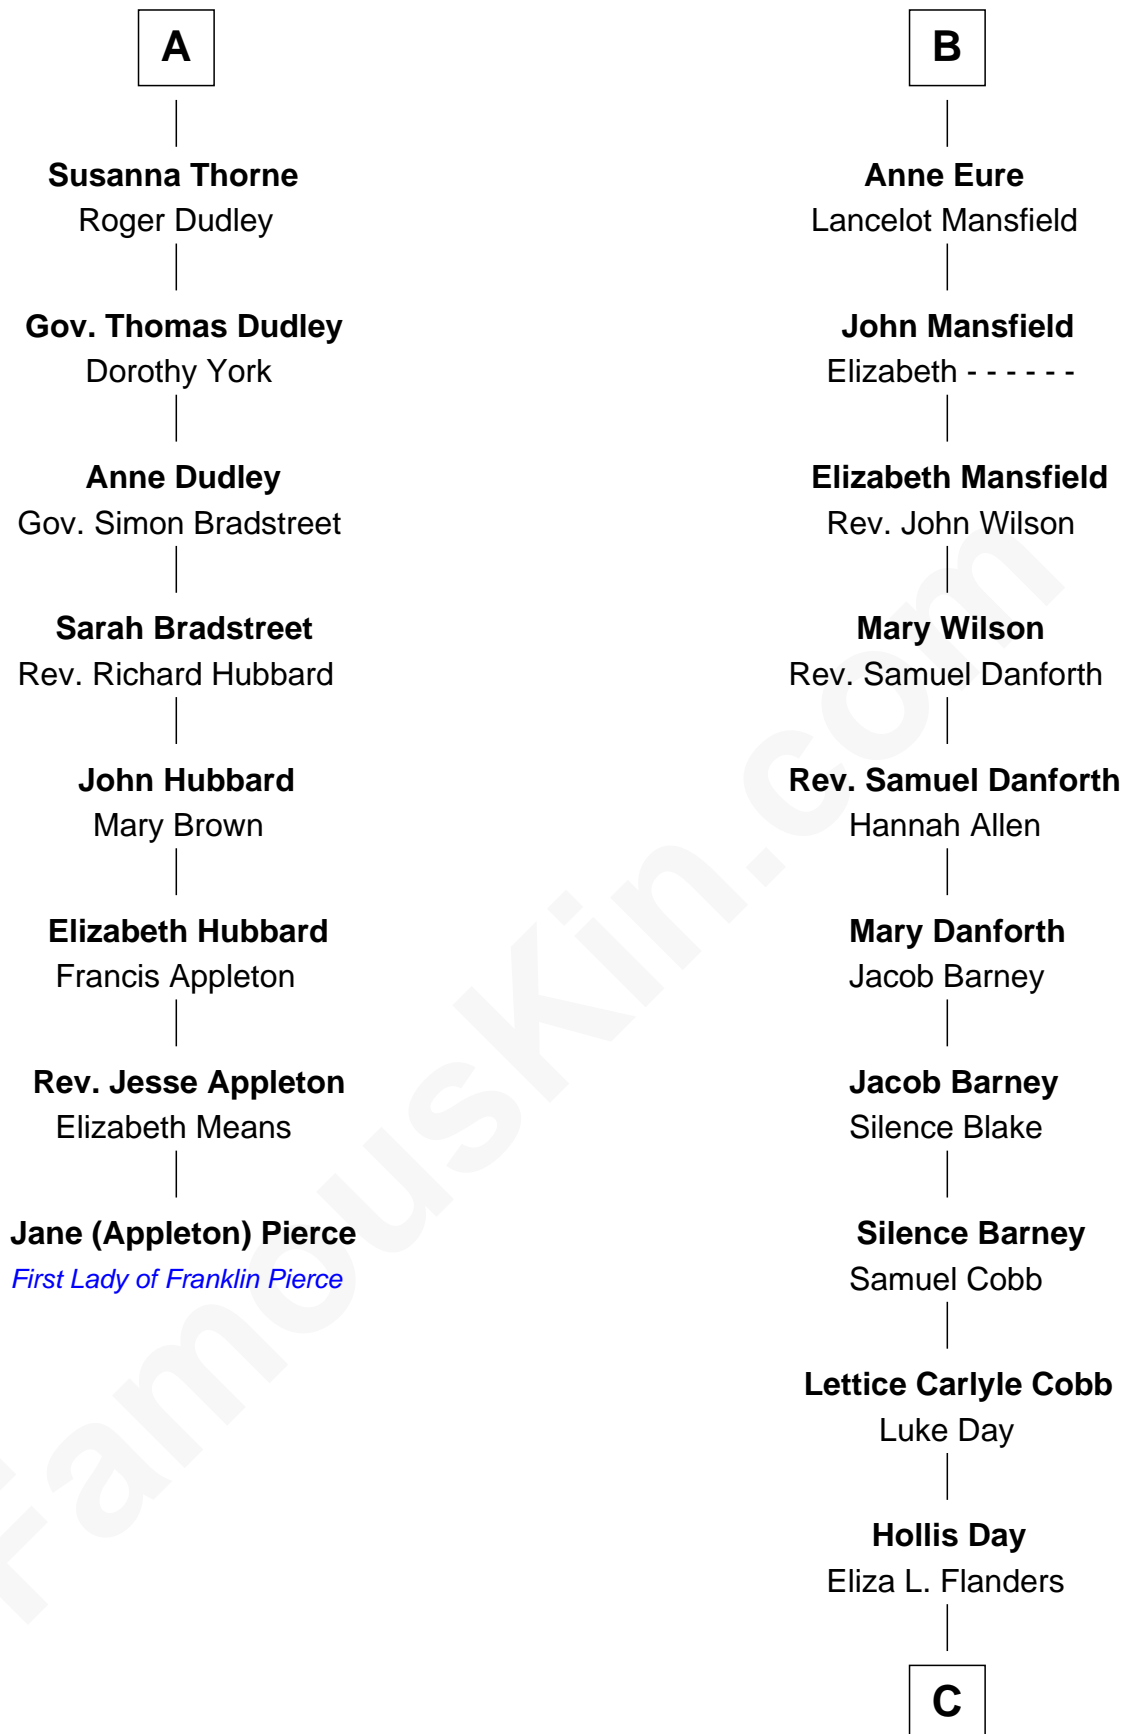 A
Susanna Thorne
Roger Dudley
Gov. Thomas Dudley
Dorothy York
Anne Dudley
Gov. Simon Bradstreet
Sarah Bradstreet
Rev. Richard Hubbard
John Hubbard
Mary Brown
Elizabeth Hubbard
Francis Appleton
Rev. Jesse Appleton
Elizabeth Means
Jane (Appleton) Pierce
First Lady of Franklin Pierce
B
Anne Eure
Lancelot Mansfield
John Mansfield
Elizabeth - - - - - -
Elizabeth Mansfield
Rev. John Wilson
Mary Wilson
Rev. Samuel Danforth
Rev. Samuel Danforth
Hannah Allen
Mary Danforth
Jacob Barney
Jacob Barney
Silence Blake
Silence Barney
Samuel Cobb
Lettice Carlyle Cobb
Luke Day
Hollis Day
Eliza L. Flanders
C
FamousKin.com